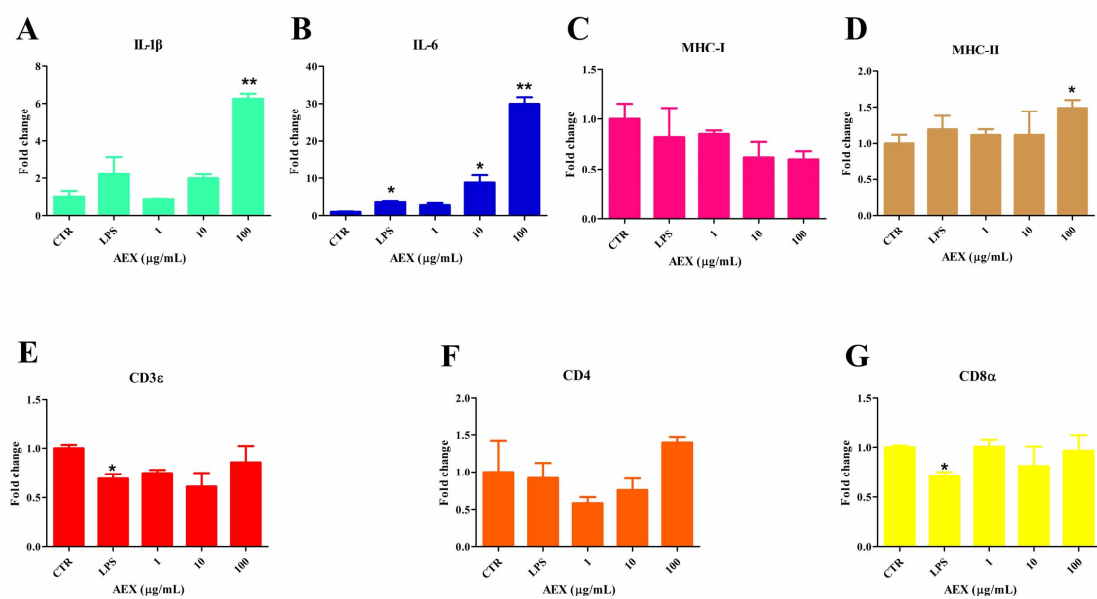 A
IL-1β
Fold change
8
6
4
2
0
**
CTR
LPS
1
10
100
AEX (μg/mL)
B
IL-6
Fold change
40
30
20
10
0
*
*
**
CTR
LPS
1
10
100
AEX (μg/mL)
C
MHC-I
Fold change
1.5
1.0
0.5
0.0
CTR
LPS
1
10
100
AEX (μg/mL)
D
MHC-II
Fold change
2.0
1.5
1.0
0.5
0.0
*
CTR
LPS
1
10
100
AEX (μg/mL)
E
CD3ε
Fold change
1.5
1.0
0.5
0.0
*
CTR
LPS
1
10
100
AEX (μg/mL)
F
CD4
Fold change
2.0
1.5
1.0
0.5
0.0
CTR
LPS
1
10
100
AEX (μg/mL)
G
CD8α
Fold change
1.5
1.0
0.5
0.0
*
CTR
LPS
1
10
100
AEX (μg/mL)